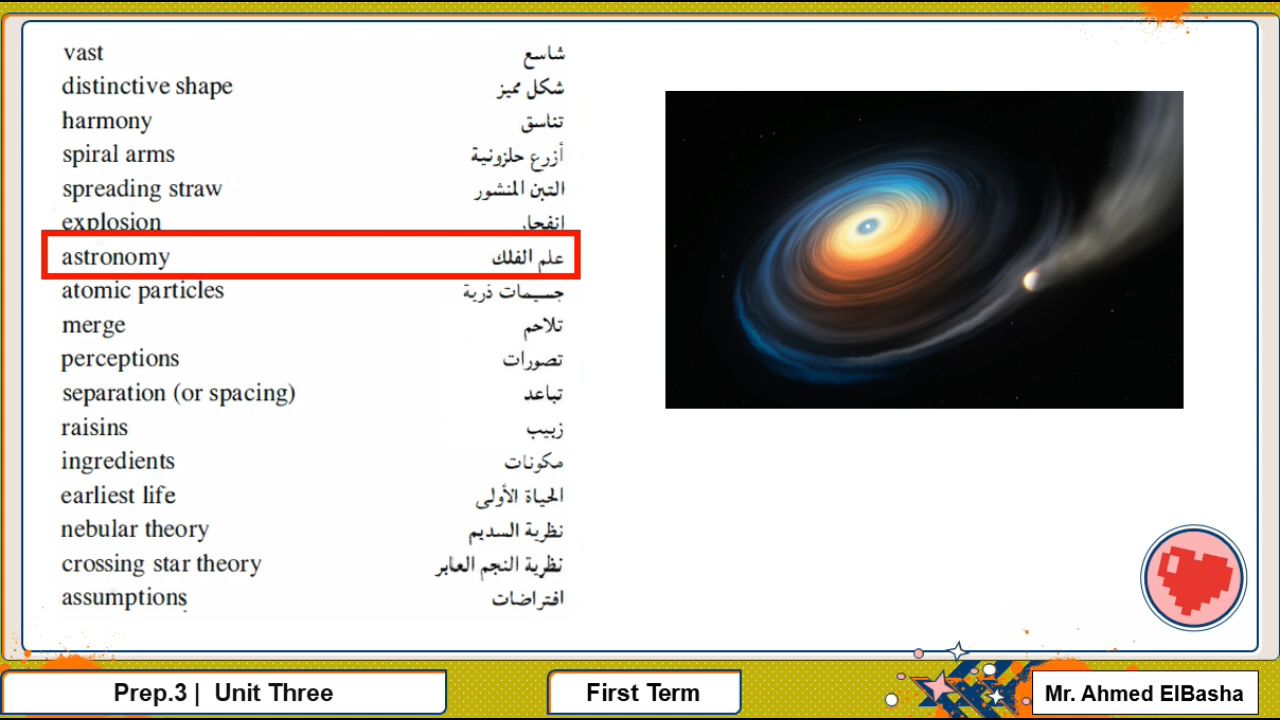 vast شاسع
distinctive shape شكل مميز
harmony تناسق
spiral arms أزرع حلزونية
spreading straw التبن المنشور
explosion انفجار
astronomy علم الفلك
atomic particles جسيمات ذرية
merge تلاحم
perceptions تصورات
separation (or spacing) تباعد
raisins زبيب
ingredients مكونات
earliest life الحياة الأولى
nebular theory نظرية السديم
crossing star theory نظرية النجم العابر
assumptions افتراضات
Prep.3 | Unit Three
First Term
Mr. Ahmed ElBasha